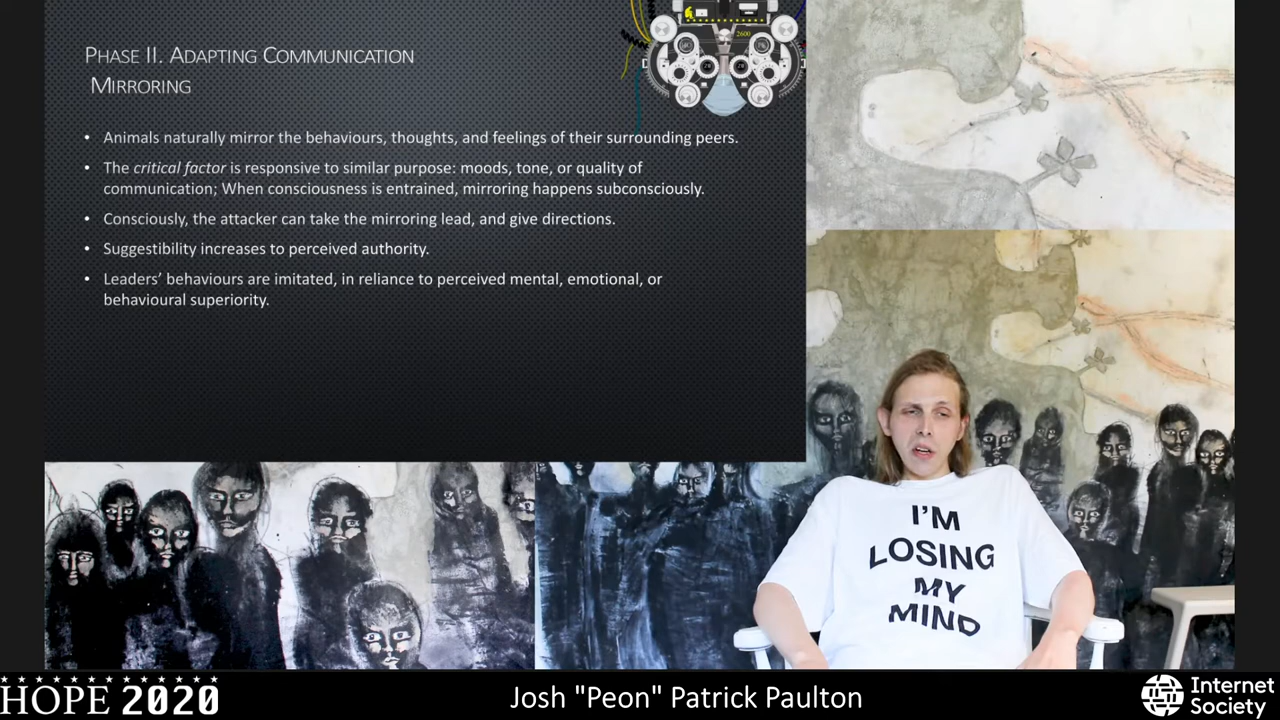 PHASE II. ADAPTING COMMUNICATION
MIRRORING
2600
• Animals naturally mirror the behaviours, thoughts, and feelings of their surrounding peers.
• The critical factor is responsive to similar purpose: moods, tone, or quality of
communication; When consciousness is entrained, mirroring happens subconsciously.
• Consciously, the attacker can take the mirroring lead, and give directions.
• Suggestibility increases to perceived authority.
• Leaders’ behaviours are imitated, in reliance to perceived mental, emotional, or
behavioural superiority.
I'M
LOSING
MY
MIND
HOPE 2020
Josh "Peon" Patrick Paulton
Internet
Society